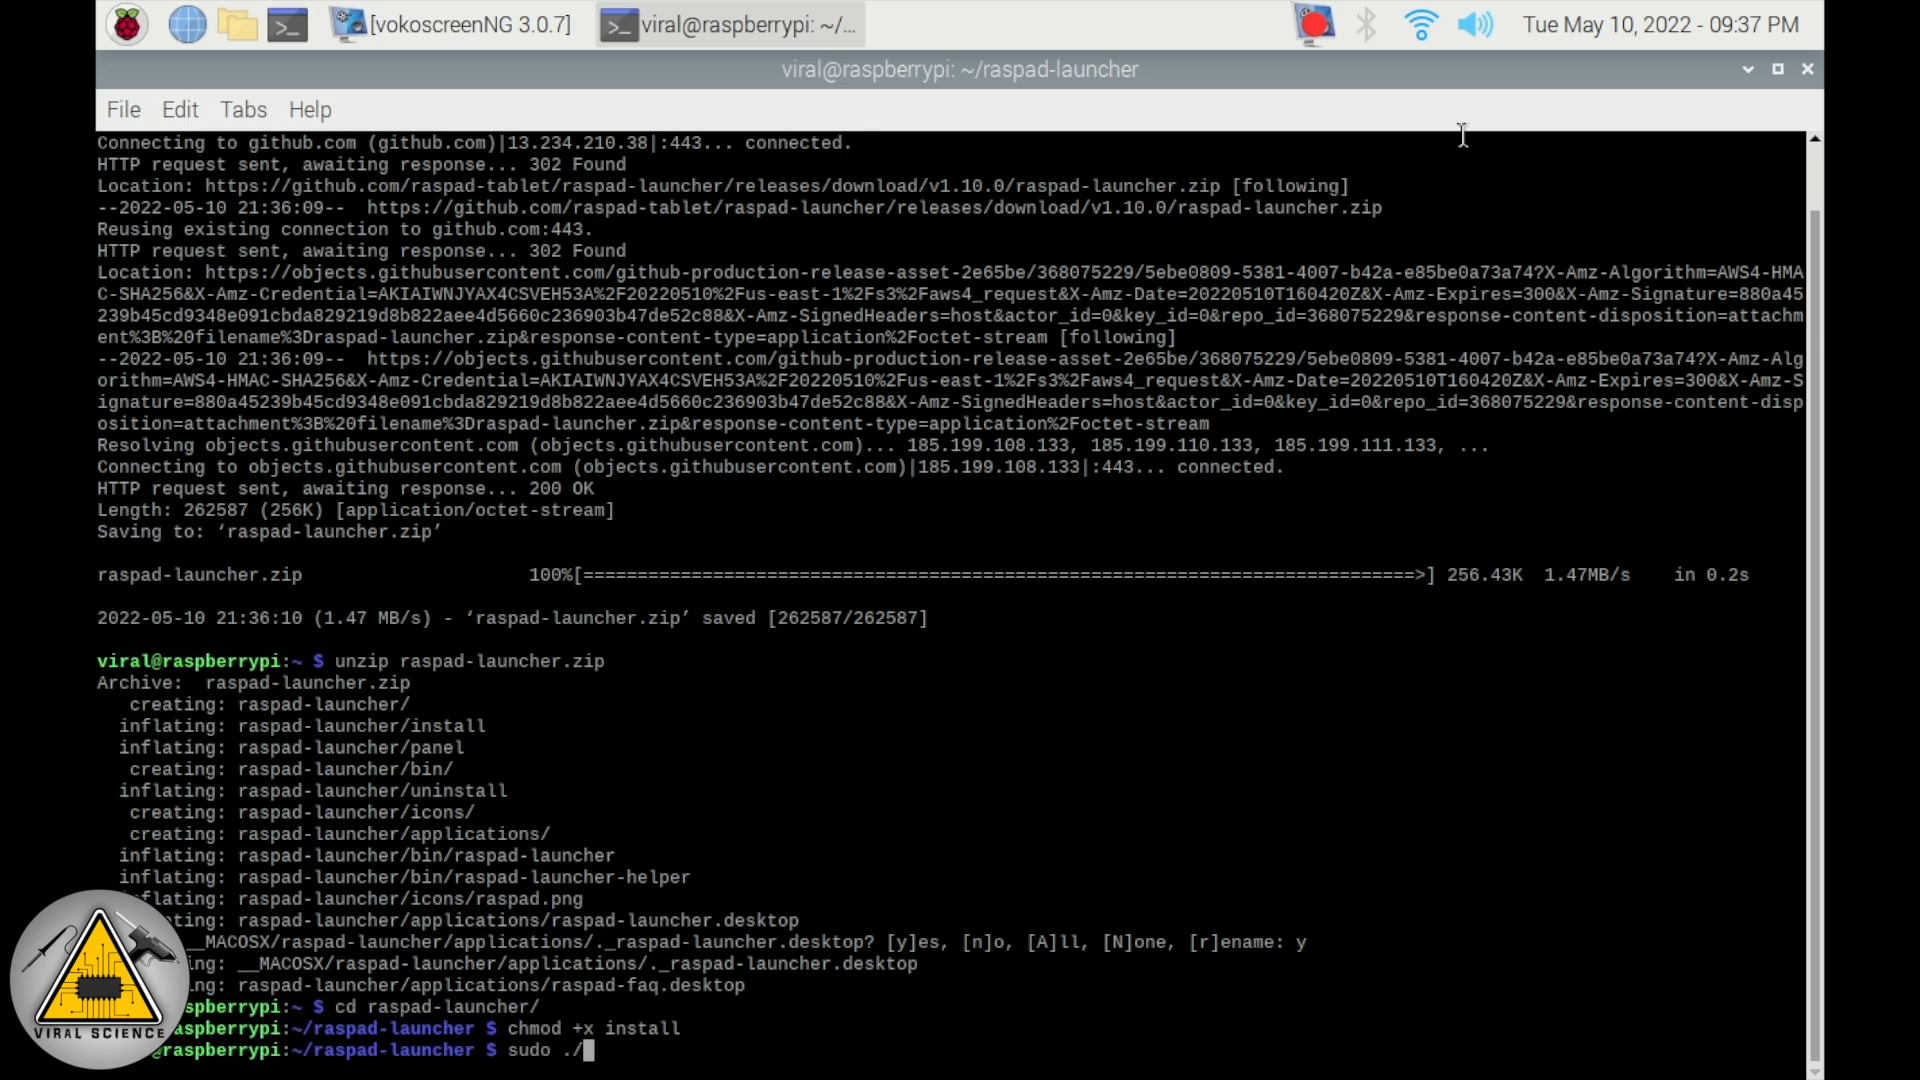 [vokoscreenNG 3.0.7] viral@raspberrypi: ~/... Tue May 10, 2022 - 09:37 PM
viral@raspberrypi: ~/raspad-launcher
File Edit Tabs Help
Connecting to github.com (github.com)|13.234.210.38|:443... connected.
HTTP request sent, awaiting response... 302 Found
Location: https://github.com/raspad-tablet/raspad-launcher/releases/download/v1.10.0/raspad-launcher.zip [following]
--2022-05-10 21:36:09-- https://github.com/raspad-tablet/raspad-launcher/releases/download/v1.10.0/raspad-launcher.zip
Reusing existing connection to github.com:443.
HTTP request sent, awaiting response... 302 Found
Location: https://objects.githubusercontent.com/github-production-release-asset-2e65be/368075229/5ebe0809-5381-4007-b42a-e85be0a73a74?X-Amz-Algorithm=AWS4-HMA
C-SHA256&X-Amz-Credential=AKIAIWNJYAX4CSVEH53A%2F20220510%2Fus-east-1%2Fs3%2Faws4_request&X-Amz-Date=20220510T160420Z&X-Amz-Expires=300&X-Amz-Signature=880a45
239b45cd9348e091cbda829219d8b822aee4d5660c236903b47de52c88&X-Amz-SignedHeaders=host&actor_id=0&key_id=0&repo_id=368075229&response-content-disposition=attachm
ent%3B%20filename%3Draspad-launcher.zip&response-content-type=application%2Foctet-stream [following]
--2022-05-10 21:36:09-- https://objects.githubusercontent.com/github-production-release-asset-2e65be/368075229/5ebe0809-5381-4007-b42a-e85be0a73a74?X-Amz-Alg
orithm=AWS4-HMAC-SHA256&X-Amz-Credential=AKIAIWNJYAX4CSVEH53A%2F20220510%2Fus-east-1%2Fs3%2Faws4_request&X-Amz-Date=20220510T160420Z&X-Amz-Expires=300&X-Amz-S
ignature=880a45239b45cd9348e091cbda829219d8b822aee4d5660c236903b47de52c88&X-Amz-SignedHeaders=host&actor_id=0&key_id=0&repo_id=368075229&response-content-disp
osition=attachment%3B%20filename%3Draspad-launcher.zip&response-content-type=application%2Foctet-stream
Resolving objects.githubusercontent.com (objects.githubusercontent.com)... 185.199.108.133, 185.199.110.133, 185.199.111.133, ...
Connecting to objects.githubusercontent.com (objects.githubusercontent.com)|185.199.108.133|:443... connected.
HTTP request sent, awaiting response... 200 OK
Length: 262587 (256K) [application/octet-stream]
Saving to: ‘raspad-launcher.zip’
raspad-launcher.zip 100%[=============================================================================>] 256.43K 1.47MB/s in 0.2s
2022-05-10 21:36:10 (1.47 MB/s) - ‘raspad-launcher.zip’ saved [262587/262587]
viral@raspberrypi:~ $ unzip raspad-launcher.zip
Archive: raspad-launcher.zip
creating: raspad-launcher/
inflating: raspad-launcher/install
inflating: raspad-launcher/panel
creating: raspad-launcher/bin/
inflating: raspad-launcher/uninstall
creating: raspad-launcher/icons/
creating: raspad-launcher/applications/
inflating: raspad-launcher/bin/raspad-launcher
inflating: raspad-launcher/bin/raspad-launcher-helper
flating: raspad-launcher/icons/raspad.png
ting: raspad-launcher/applications/raspad-launcher.desktop
__MACOSX/raspad-launcher/applications/._raspad-launcher.desktop? [y]es, [n]o, [A]ll, [N]one, [r]ename: y
ing: __MACOSX/raspad-launcher/applications/._raspad-launcher.desktop
ng: raspad-launcher/applications/raspad-faq.desktop
spberrypi:~ $ cd raspad-launcher/
aspberrypi:~/raspad-launcher $ chmod +x install
@raspberrypi:~/raspad-launcher $ sudo ./
VIRAL SCIENCE